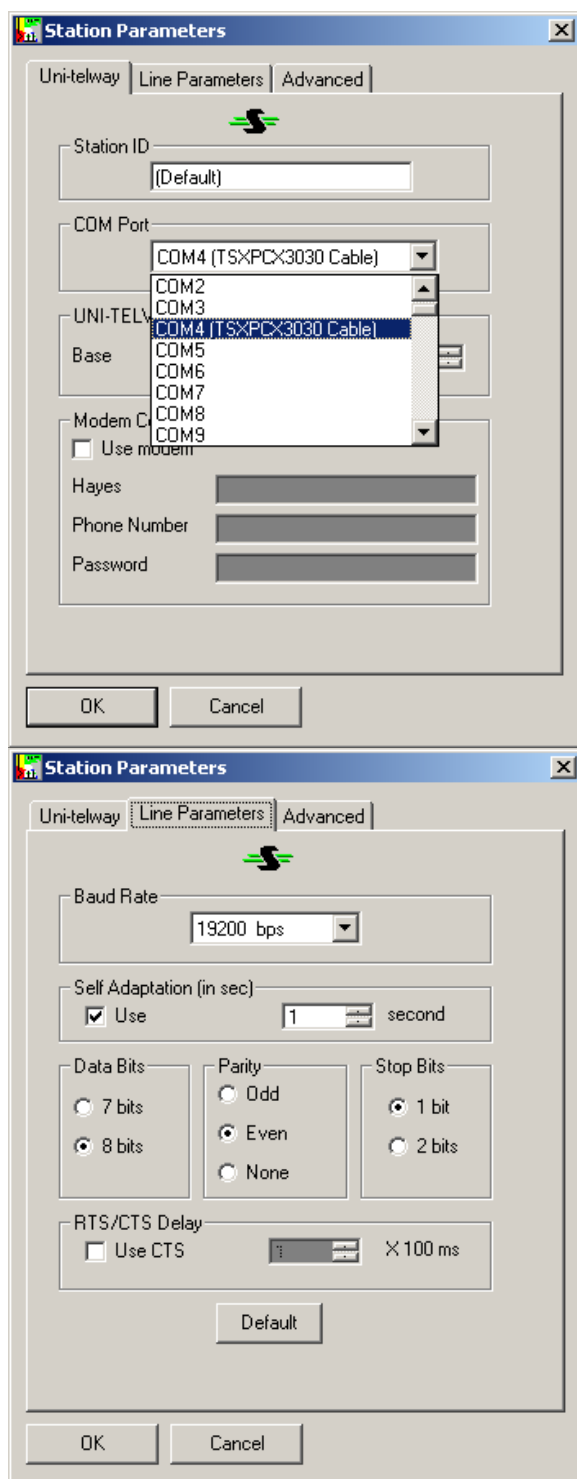 Station Parameters
Uni-telway Line Parameters Advanced
Station ID
(Default)
COM Port
COM4 (TSXPCX3030 Cable)
COM2
COM3
UNI-TELW
COM4 (TSXPCX3030 Cable)
Base
COM5
COM6
COM7
COM8
Modem C
COM9
Use modem
Hayes
Phone Number
Password
OK Cancel
Station Parameters
Uni-telway Line Parameters Advanced
Baud Rate
19200 bps
Self Adaptation (in sec)
Use 1 second
Data Bits Parity Stop Bits
Odd
7 bits 1 bit
Even
8 bits 2 bits
None
RTS/CTS Delay
Use CTS 1 X 100 ms
Default
OK Cancel